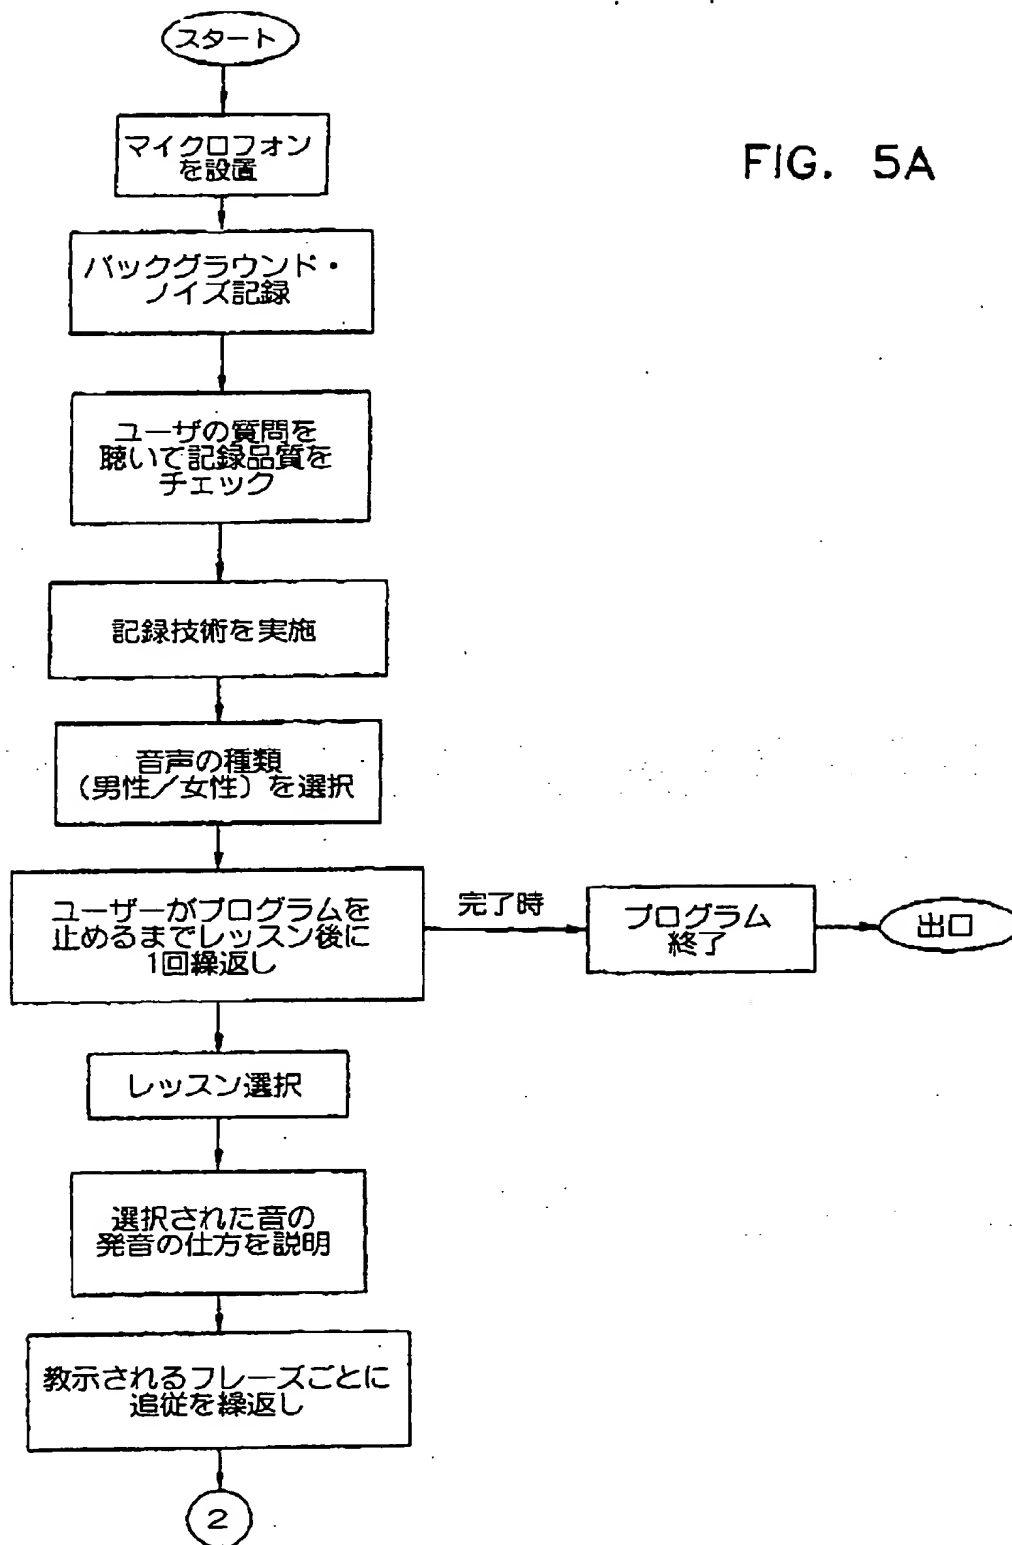 スタート
FIG. 5A
マイクロフォン
を設置
バックグラウンド・
ノイズ記録
ユーザの質問を
聴いて記録品質を
チェック
記録技術を実施
音声の種類
(男性／女性)を選択
ユーザーがプログラムを
止めるまでレッスン後に
1回繰返し
完了時
プログラム
終了
出口
レッスン選択
選択された音の
発音の仕方を説明
教示されるフレーズごとに
追従を繰返し
2